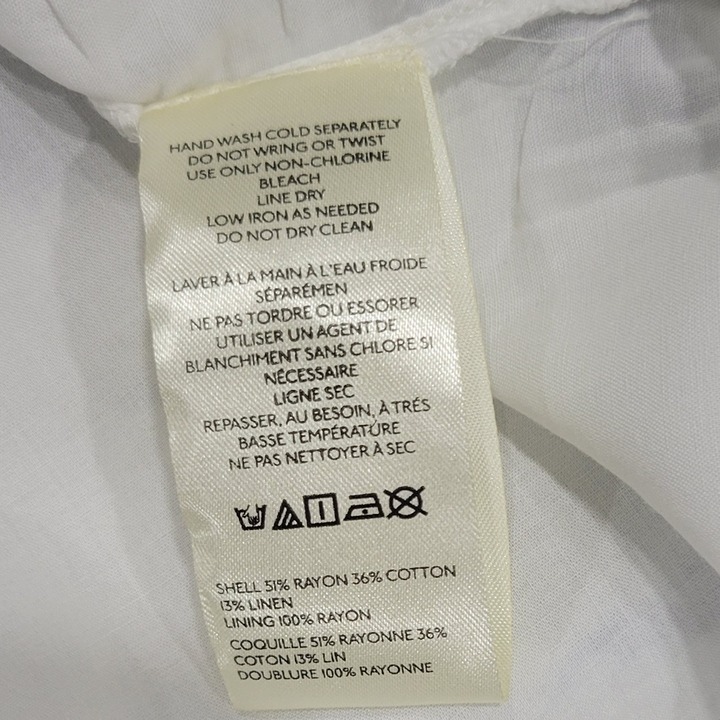 HAND WASH COLD SEPARATELY
DO NOT WRING OR TWIST
USE ONLY NON-CHLORINE
BLEACH
LINE DRY
LOW IRON AS NEEDED
DO NOT DRY CLEAN
LAVER À LA MAIN À L'EAU FROIDE
SÉPARÉMEN
NE PAS TORDRE OU ESSORER
UTILISER UN AGENT DE
BLANCHIMENT SANS CHLORE SI
NÉCESSAIRE
LIGNE SEC
REPASSER, AU BESOIN, À TRÉS
BASSE TEMPÉRATURE
NE PAS NETTOYER À SEC
SHELL 51% RAYON 36% COTTON
13% LINEN
LINING 100% RAYON
COQUILLE 51% RAYONNE 36%
COTON 13% LIN
DOUBLURE 100% RAYONNE